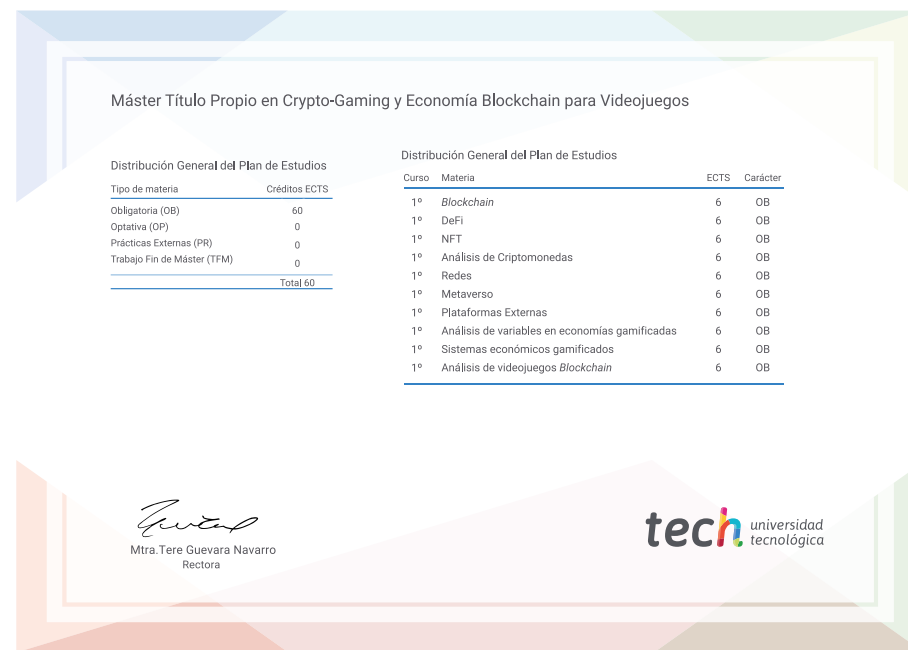 Máster Título Propio en Crypto-Gaming y Economía Blockchain para Videojuegos
Distribución General del Plan de Estudios
Tipo de materia Créditos ECTS
Obligatoria (OB) 60
Optativa (OP) 0
Prácticas Externas (PR) 0
Trabajo Fin de Máster (TFM) 0
Total 60
Distribución General del Plan de Estudios
Curso Materia ECTS Carácter
1º Blockchain 6 OB
1º DeFi 6 OB
1º NFT 6 OB
1º Análisis de Criptomonedas 6 OB
1º Redes 6 OB
1º Metaverso 6 OB
1º Plataformas Externas 6 OB
1º Análisis de variables en economías gamificadas 6 OB
1º Sistemas económicos gamificados 6 OB
1º Análisis de videojuegos Blockchain 6 OB
Mtra.Tere Guevara Navarro
Rectora
tech universidad
tecnológica